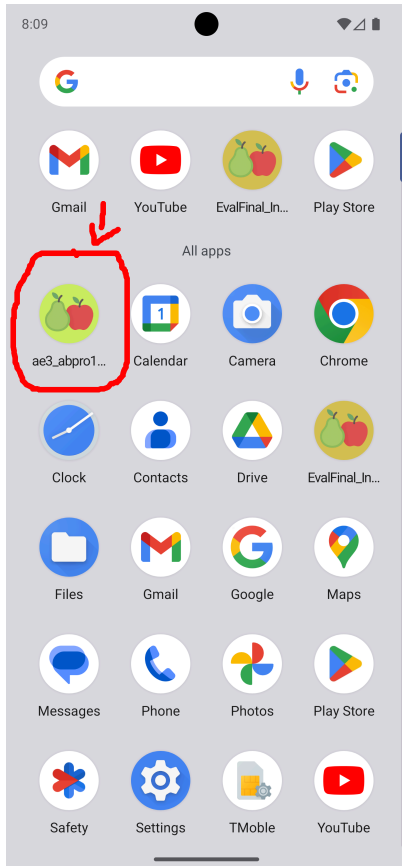 8:09
Gmail YouTube EvalFinal_In... Play Store
All apps
ae3_abpro1... Calendar Camera Chrome
Clock Contacts Drive EvalFinal_In...
Files Gmail Google Maps
Messages Phone Photos Play Store
Safety Settings TMoble YouTube